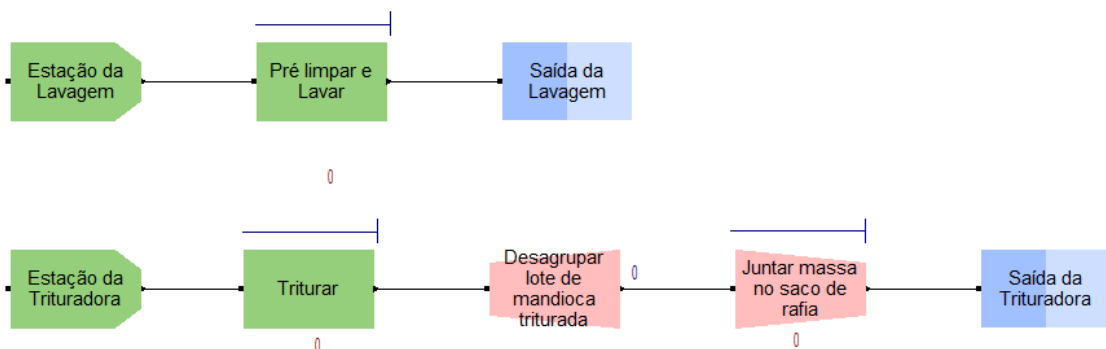 Estação da
Lavagem
Pré limpar e
Lavar
Saída da
Lavagem
0
Estação da
Trituradora
Triturar
0
Desagrupar
lote de
mandioca
triturada
0
Juntar massa
no saco de
rafia
0
Saída da
Trituradora